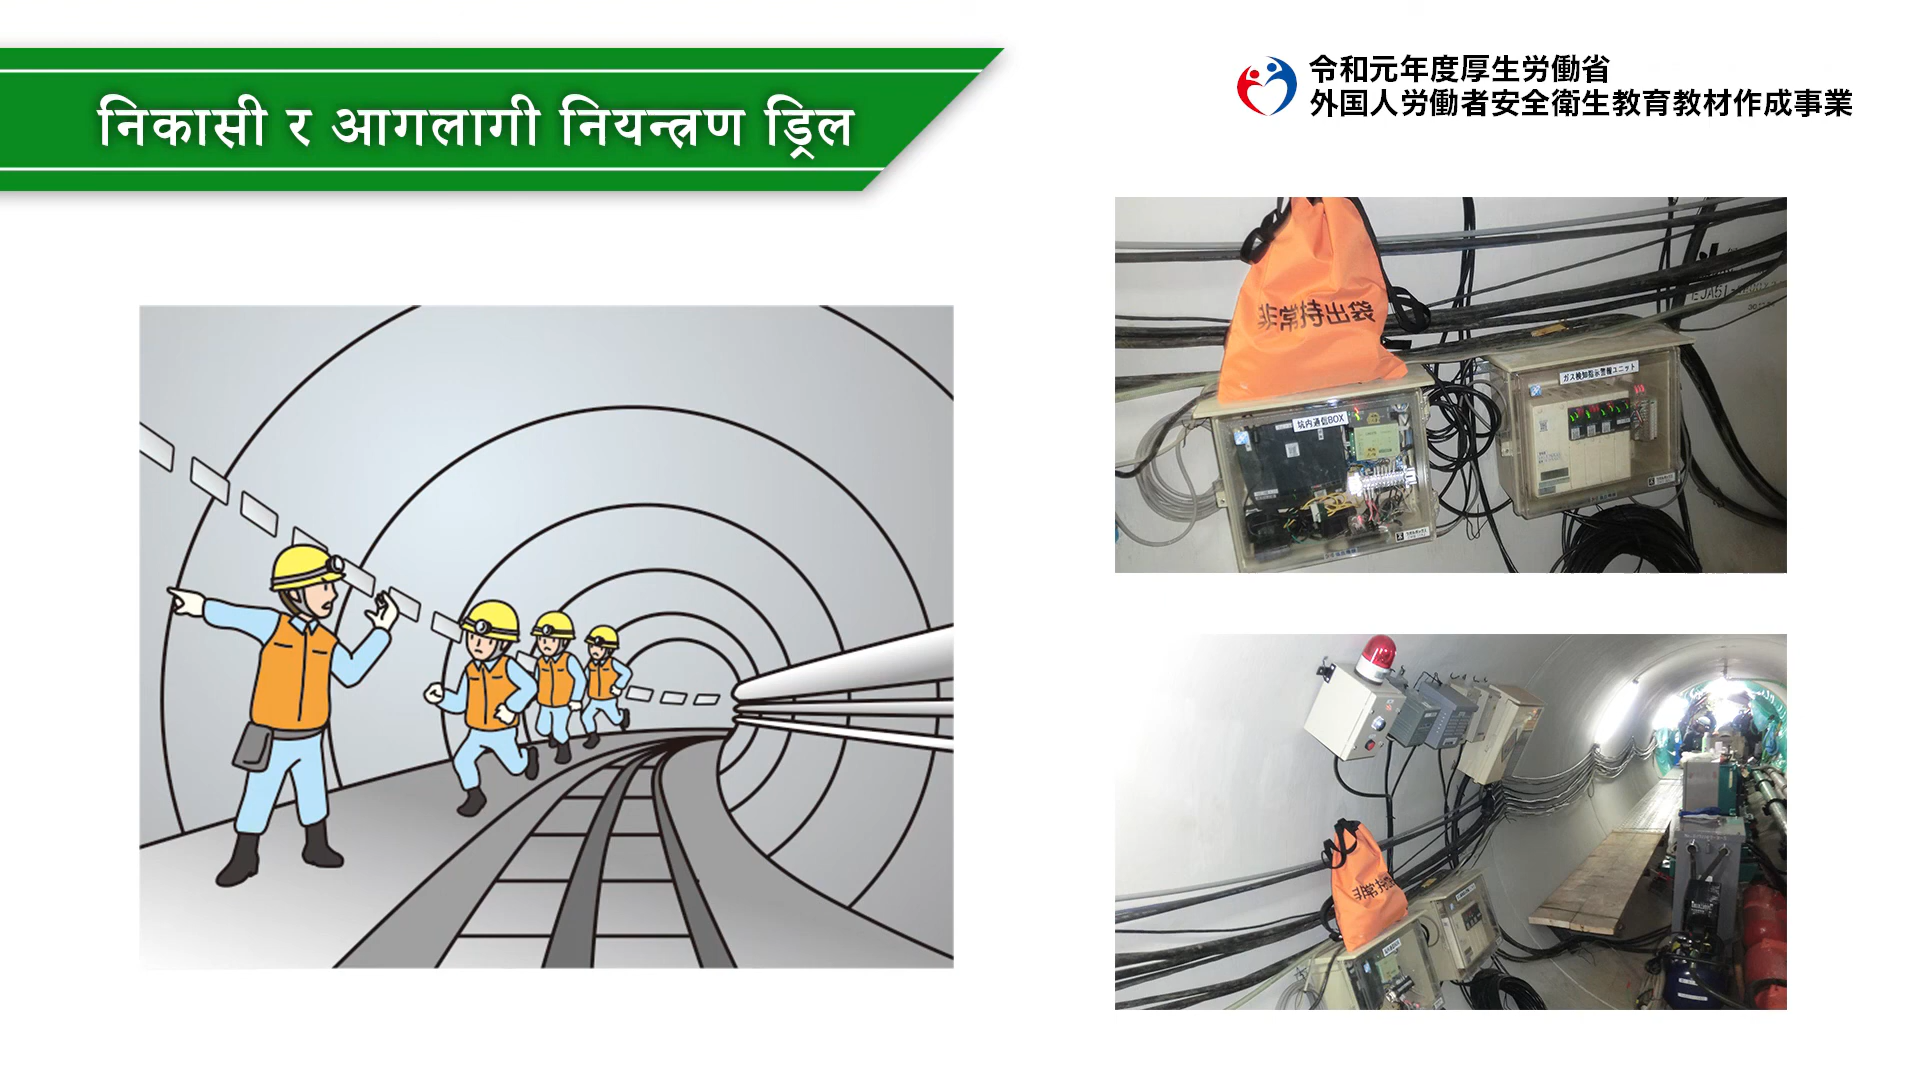 निकासी र आगलागी नियन्त्रण ड्रिल
令和元年度厚生労働省
外国人労働者安全衛生教育教材作成事業
非常持出袋
坑内通信BOX
ガス検知指示警報ユニット